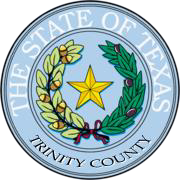 THE STATE OF TEXAS
TRINITY COUNTY